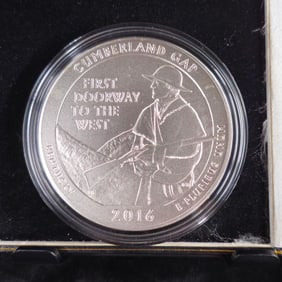 CUMBERLAND GAP
FIRST
DOORWAY
TO THE
WEST
KENTUCKY
2016
E PLURIBUS UNUM